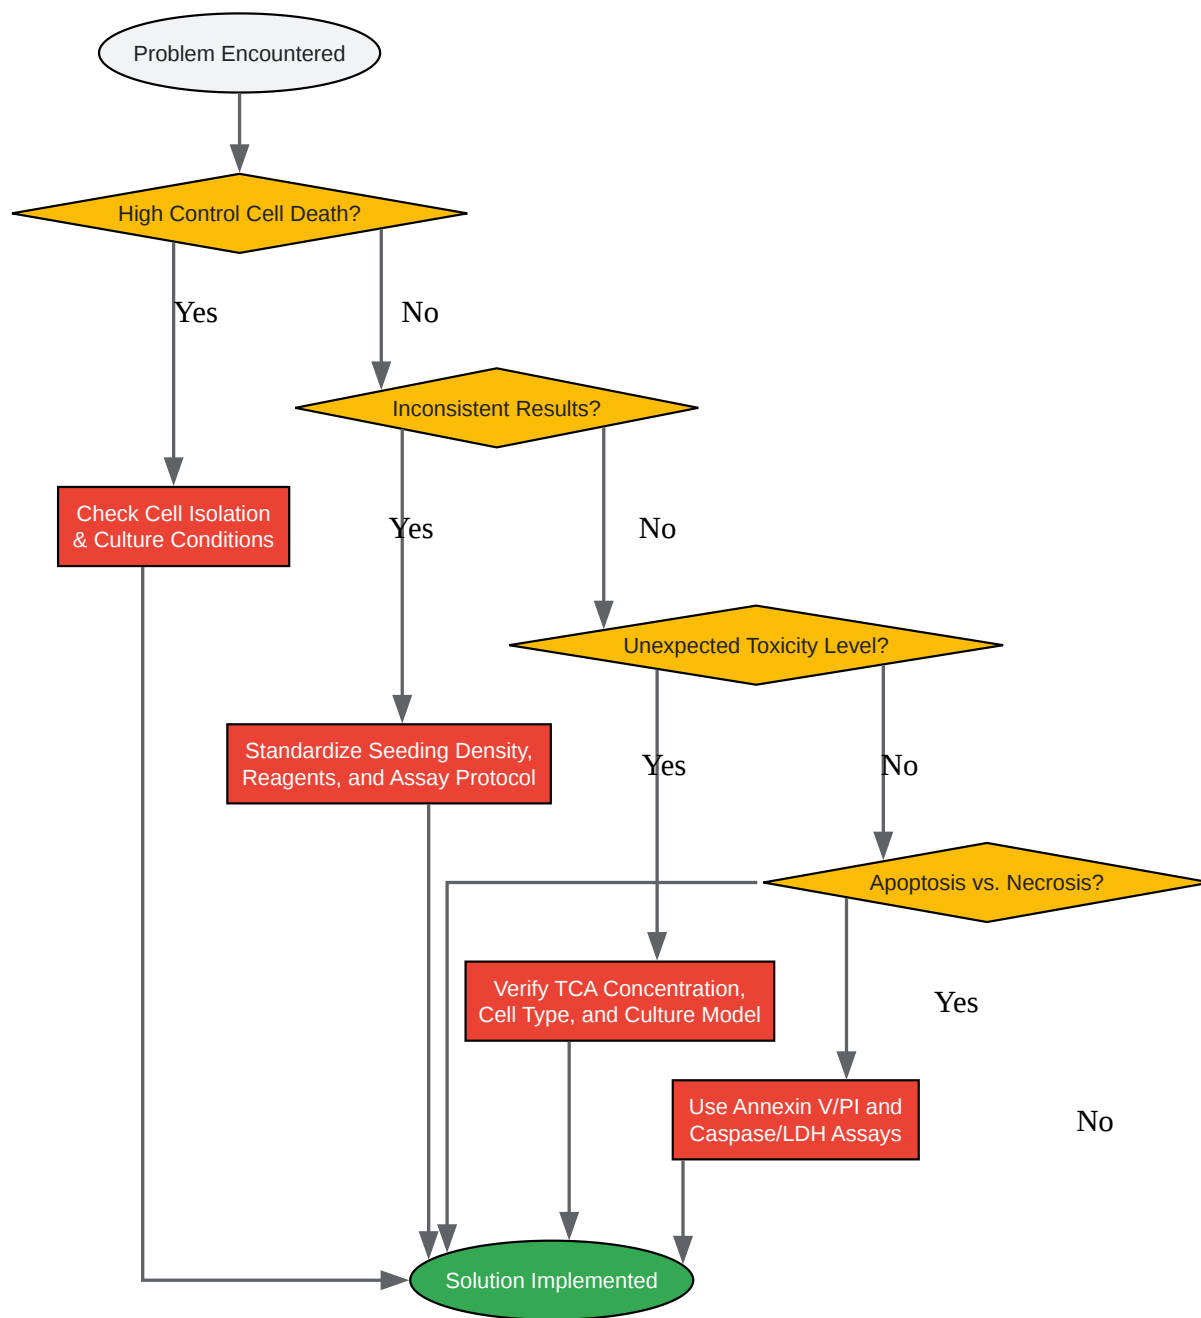 Problem Encountered
High Control Cell Death?
Yes
No
Inconsistent Results?
Check Cell Isolation
& Culture Conditions
Yes
No
Unexpected Toxicity Level?
Standardize Seeding Density,
Reagents, and Assay Protocol
Yes
No
Apoptosis vs. Necrosis?
Verify TCA Concentration,
Cell Type, and Culture Model
Yes
Use Annexin V/PI and
Caspase/LDH Assays
No
Solution Implemented